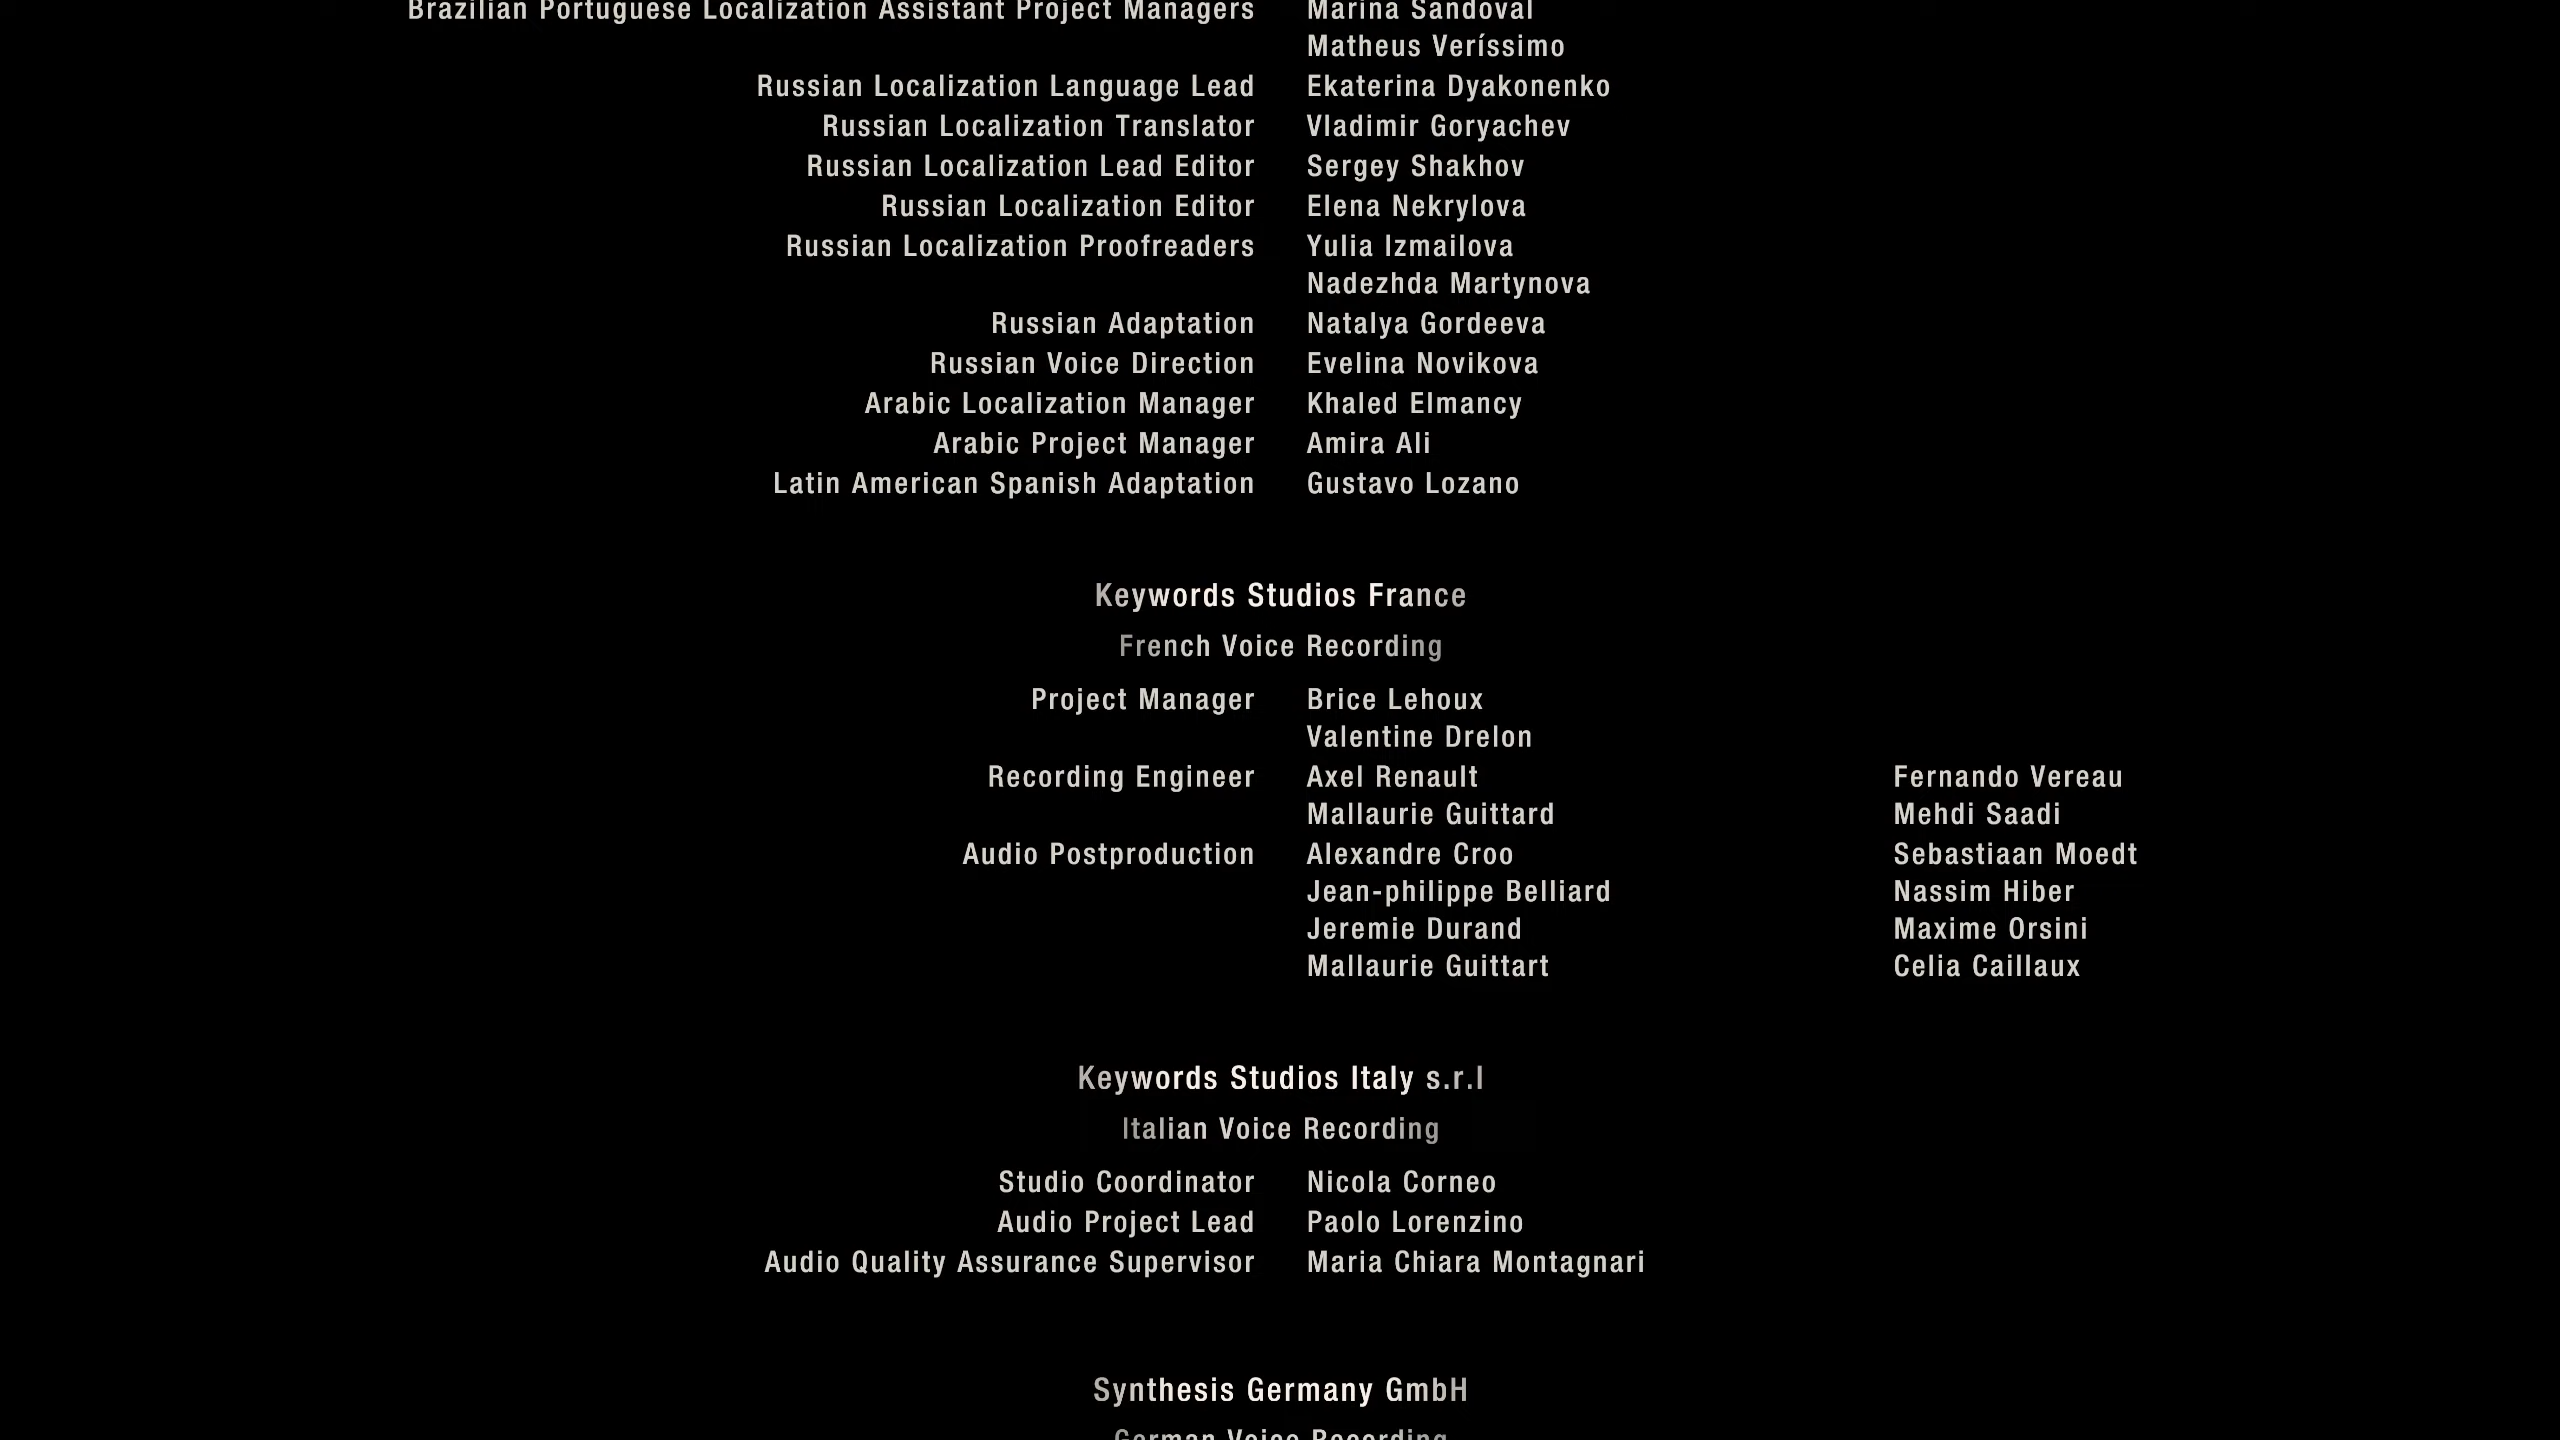 Brazilian Portuguese Localization Assistant Project Managers Marina Sandoval
Matheus Veríssimo
Russian Localization Language Lead Ekaterina Dyakonenko
Russian Localization Translator Vladimir Goryachev
Russian Localization Lead Editor Sergey Shakhov
Russian Localization Editor Elena Nekrylova
Russian Localization Proofreaders Yulia Izmailova
Nadezhda Martynova
Russian Adaptation Natalya Gordeeva
Russian Voice Direction Evelina Novikova
Arabic Localization Manager Khaled Elmancy
Arabic Project Manager Amira Ali
Latin American Spanish Adaptation Gustavo Lozano
Keywords Studios France
French Voice Recording
Project Manager Brice Lehoux
Valentine Drelon
Recording Engineer Axel Renault Fernando Vereau
Mallaurie Guittard Mehdi Saadi
Audio Postproduction Alexandre Croo Sebastiaan Moedt
Jean-philippe Belliard Nassim Hiber
Jeremie Durand Maxime Orsini
Mallaurie Guittart Celia Caillaux
Keywords Studios Italy s.r.l
Italian Voice Recording
Studio Coordinator Nicola Corneo
Audio Project Lead Paolo Lorenzino
Audio Quality Assurance Supervisor Maria Chiara Montagnari
Synthesis Germany GmbH
German Voice Recording